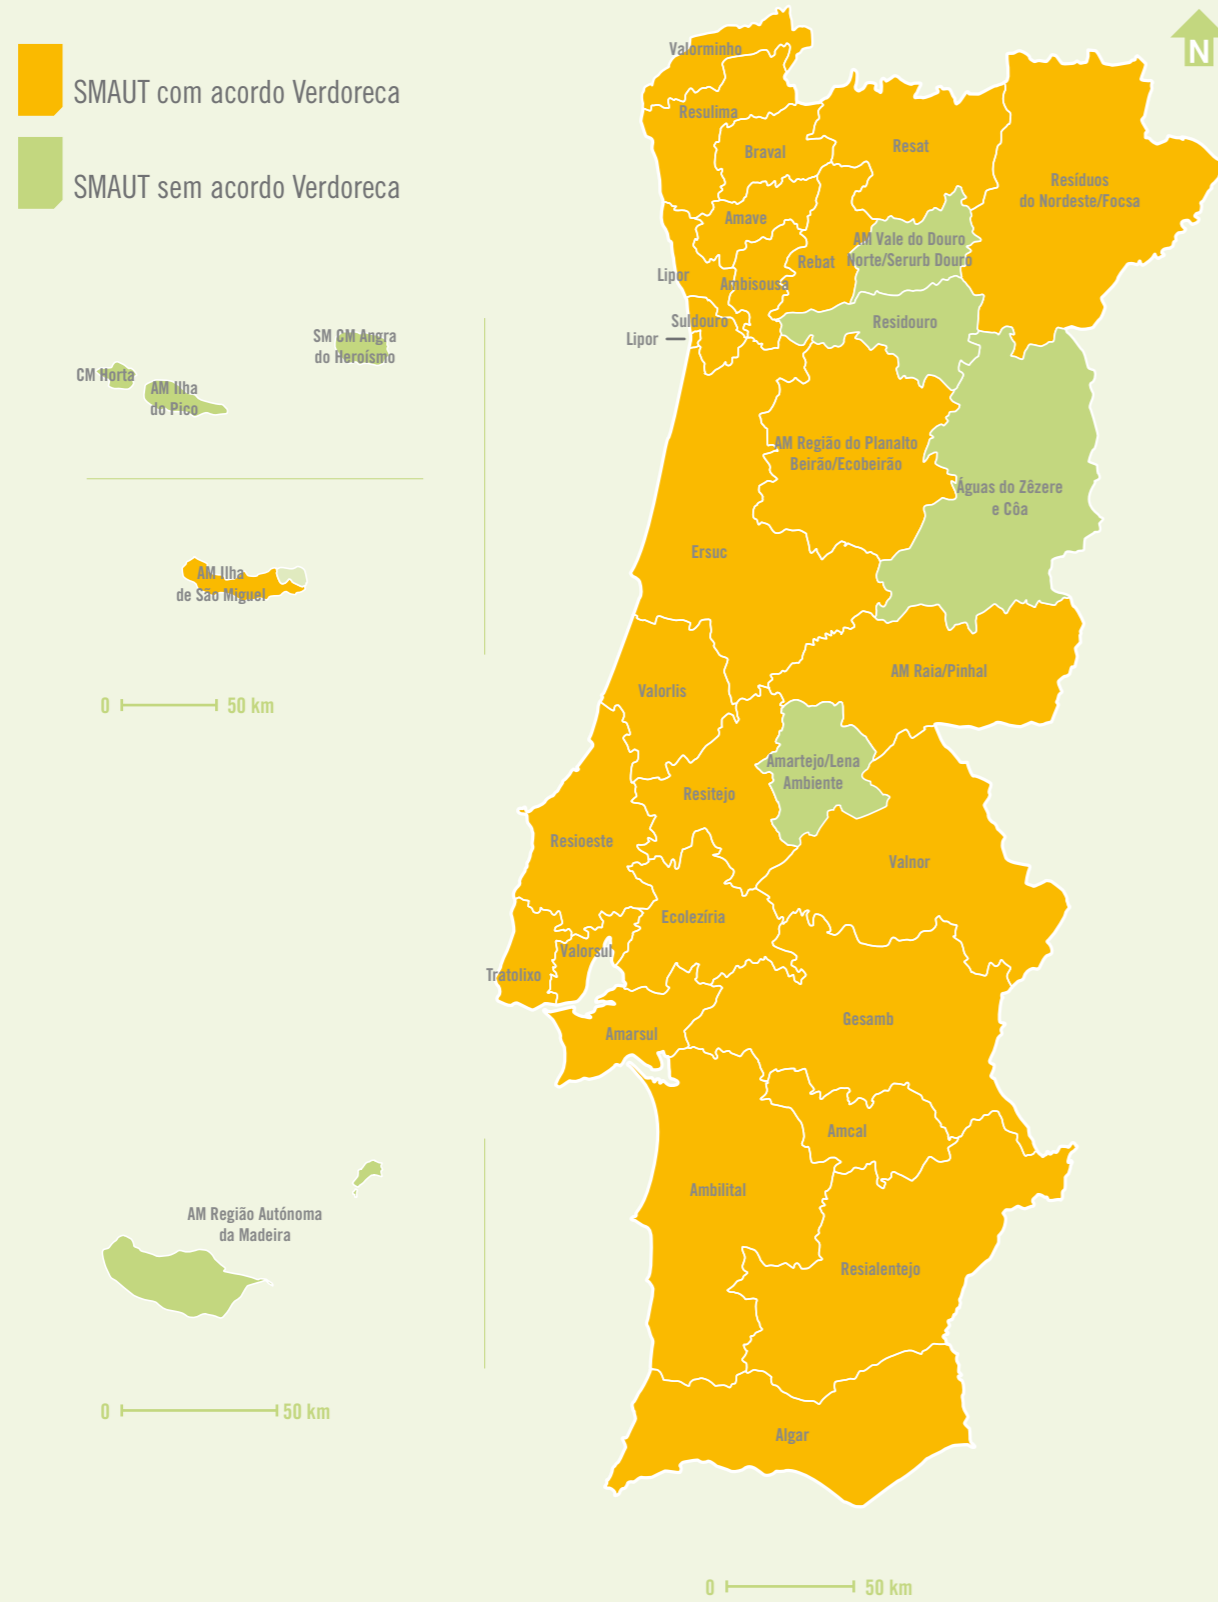 SMAUT com acordo Verdoreca
SMAUT sem acordo Verdoreca
N
Valorminho
Resulima
Braval
Resat
Resíduos
do Nordeste/Focsa
Amave
AM Vale do Douro
Norte/Serurb Douro
Lipor
Ambisousa
Rebat
Suldouro
Residouro
Lipor
SM CM Angra
do Heroísmo
CM Horta
AM Ilha
do Pico
AM Região do Planalto
Beirão/Ecobeirão
Águas do Zêzere
e Côa
Ersuc
AM Ilha
de São Miguel
0 50 km
AM Raia/Pinhal
Valorlis
Amartejo/Lena
Ambiente
Resitejo
Resioeste
Valnor
Ecolezíria
Valorsul
Tratolixo
Gesamb
Amarsul
Amcal
Ambilital
AM Região Autónoma
da Madeira
Resialentejo
0 50 km
Algar
0 50 km